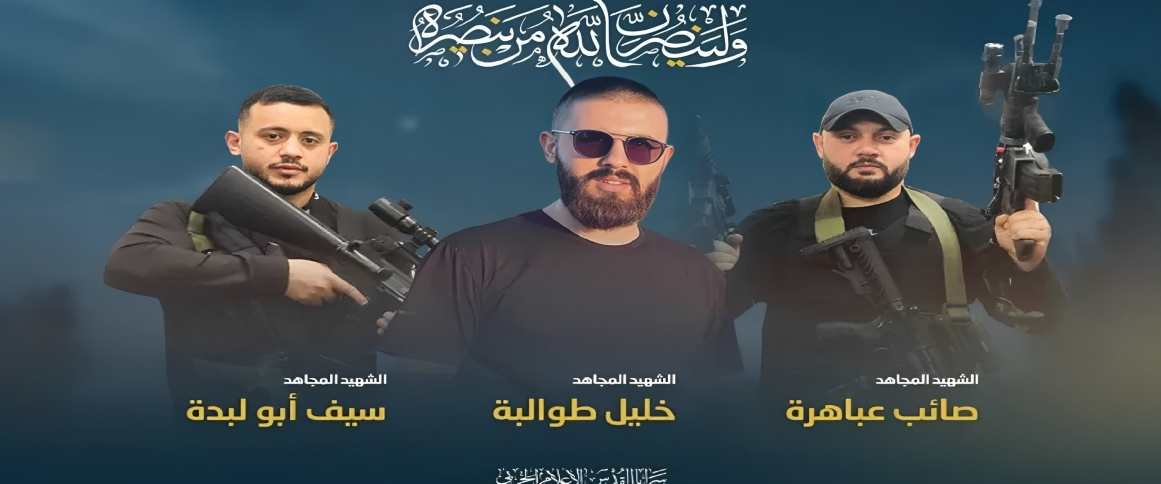 ولينصرن الله من ينصره
الشهيد المجاهد
صائب عباهرة
الشهيد المجاهد
خليل طوالبة
الشهيد المجاهد
سيف أبو لبدة
سرايا القدس الإعلام الحربي